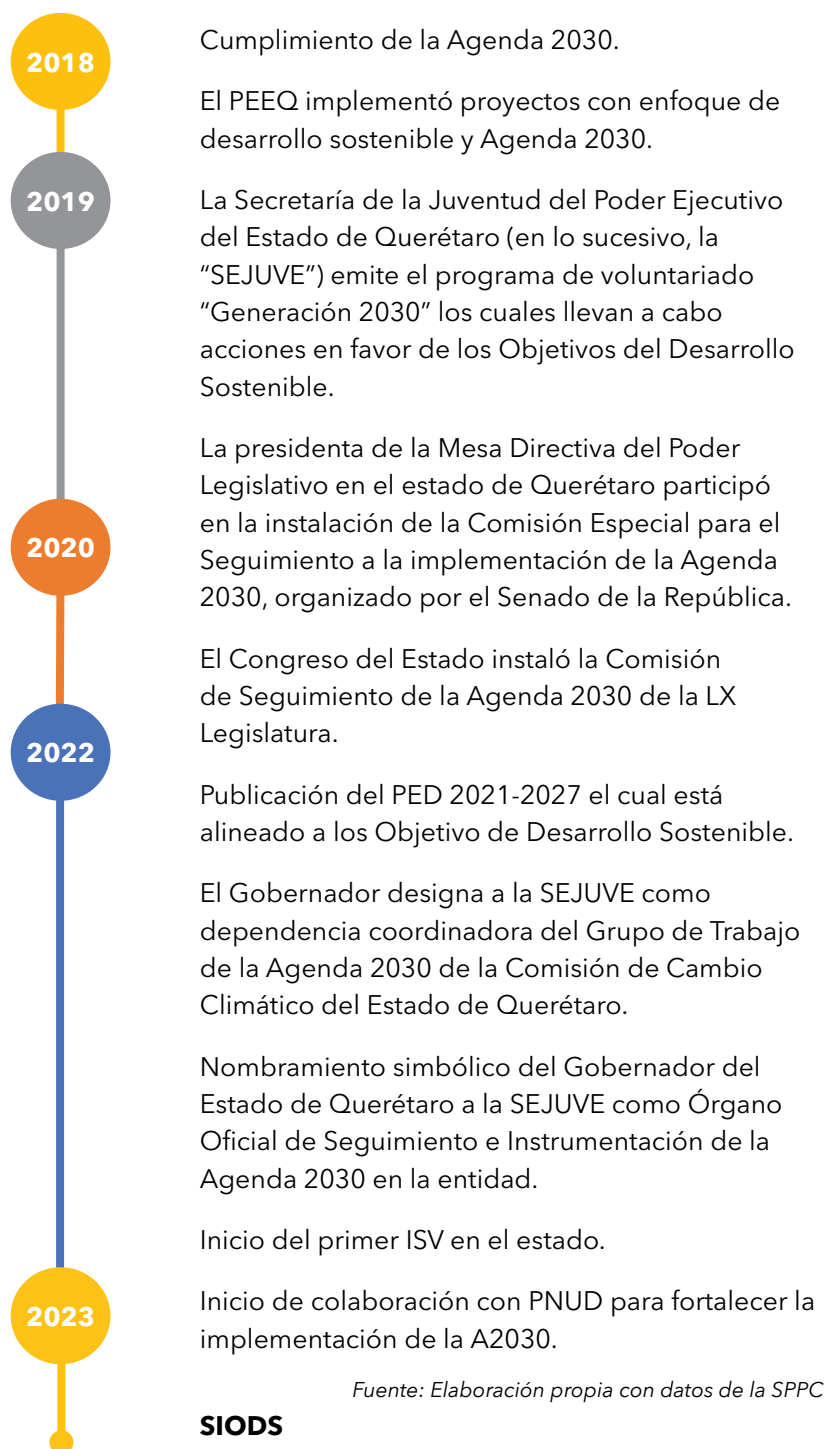 2018
Cumplimiento de la Agenda 2030.
El PEEQ implementó proyectos con enfoque de
desarrollo sostenible y Agenda 2030.
2019
La Secretaría de la Juventud del Poder Ejecutivo
del Estado de Querétaro (en lo sucesivo, la
“SEJUVE”) emite el programa de voluntariado
“Generación 2030” los cuales llevan a cabo
acciones en favor de los Objetivos del Desarrollo
Sostenible.
La presidenta de la Mesa Directiva del Poder
Legislativo en el estado de Querétaro participó
en la instalación de la Comisión Especial para el
2020
Seguimiento a la implementación de la Agenda
2030, organizado por el Senado de la República.
El Congreso del Estado instaló la Comisión
de Seguimiento de la Agenda 2030 de la LX
Legislatura.
2022
Publicación del PED 2021-2027 el cual está
alineado a los Objetivo de Desarrollo Sostenible.
El Gobernador designa a la SEJUVE como
dependencia coordinadora del Grupo de Trabajo
de la Agenda 2030 de la Comisión de Cambio
Climático del Estado de Querétaro.
Nombramiento simbólico del Gobernador del
Estado de Querétaro a la SEJUVE como Órgano
Oficial de Seguimiento e Instrumentación de la
Agenda 2030 en la entidad.
Inicio del primer ISV en el estado.
2023
Inicio de colaboración con PNUD para fortalecer la
implementación de la A2030.
Fuente: Elaboración propia con datos de la SPPC
SIODS